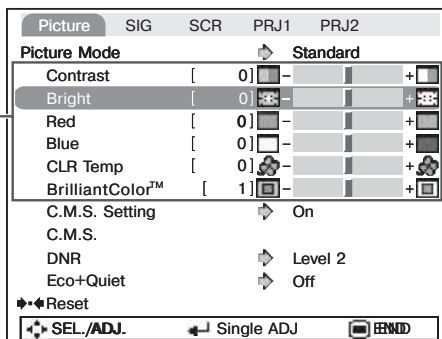 Picture SIG SCR PRJ1 PRJ2
Picture Mode Standard
Contrast [ 0] - +
Bright [ 0] - +
Red [ 0] - +
Blue [ 0] - +
CLR Temp [ 0] - +
BrilliantColor™ [ 1] - +
C.M.S. Setting On
C.M.S.
DNR Level 2
Eco+Quiet Off
Reset
SEL./ADJ. Single ADJ END